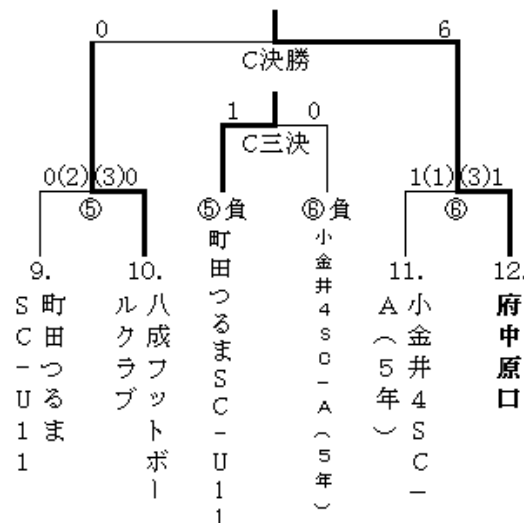 0 6
C決勝
1 0
C三決
0(2) (3)0
⑤
⑤負
⑥負
1(1) (3)1
⑥
9.
町田つるま
SC-U11
10.
八成フットボー
ルクラブ
町田つるまSC-U11
小金井4SC-A(5年)
11.
小金井4SC-
A(5年)
12.
府中原口